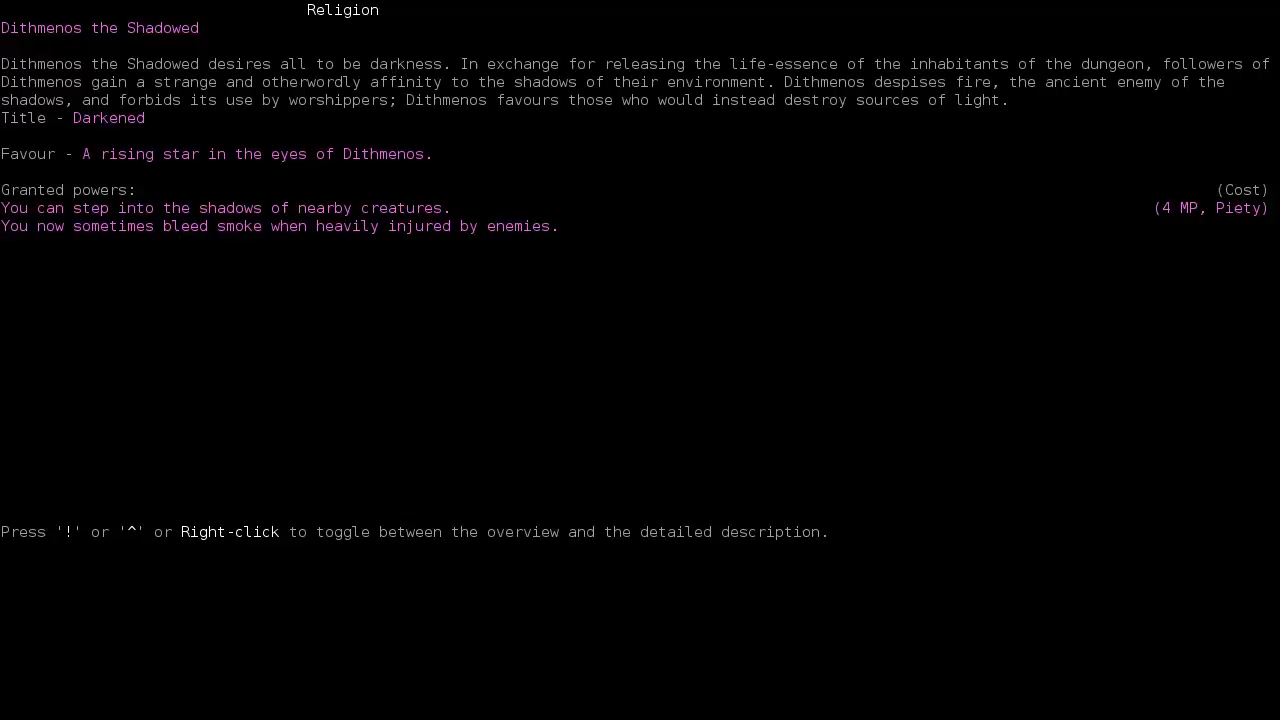 Religion
Dithmenos the Shadowed
Dithmenos the Shadowed desires all to be darkness. In exchange for releasing the life-essence of the inhabitants of the dungeon, followers of
Dithmenos gain a strange and otherwordly affinity to the shadows of their environment. Dithmenos despises fire, the ancient enemy of the
shadows, and forbids its use by worshippers; Dithmenos favours those who would instead destroy sources of light.
Title - Darkened
Favour - A rising star in the eyes of Dithmenos.
Granted powers: (Cost)
You can step into the shadows of nearby creatures. (4 MP, Piety)
You now sometimes bleed smoke when heavily injured by enemies.
Press '!' or '^' or Right-click to toggle between the overview and the detailed description.